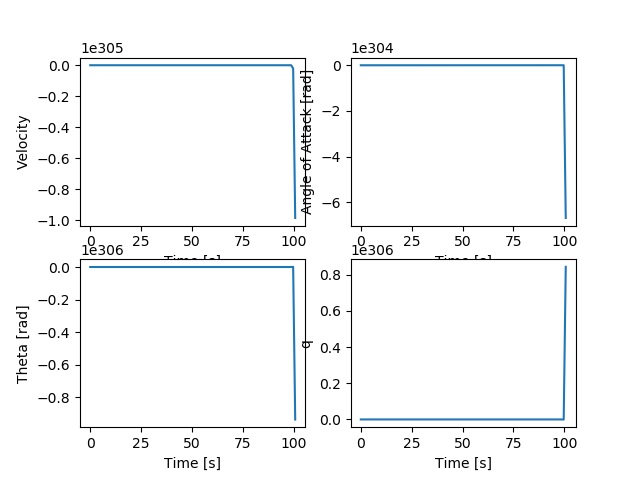 1e305
0.0
−0.2
−0.4
−0.6
−0.8
−1.0
Velocity
0 25 50 75 100
Time [s]
1e304
0
−2
−4
−6
Angle of Attack [rad]
0 25 50 75 100
Time [s]
1e306
0.0
−0.2
−0.4
−0.6
−0.8
Theta [rad]
0 25 50 75 100
Time [s]
1e306
0.8
0.6
0.4
0.2
0.0
q
0 25 50 75 100
Time [s]